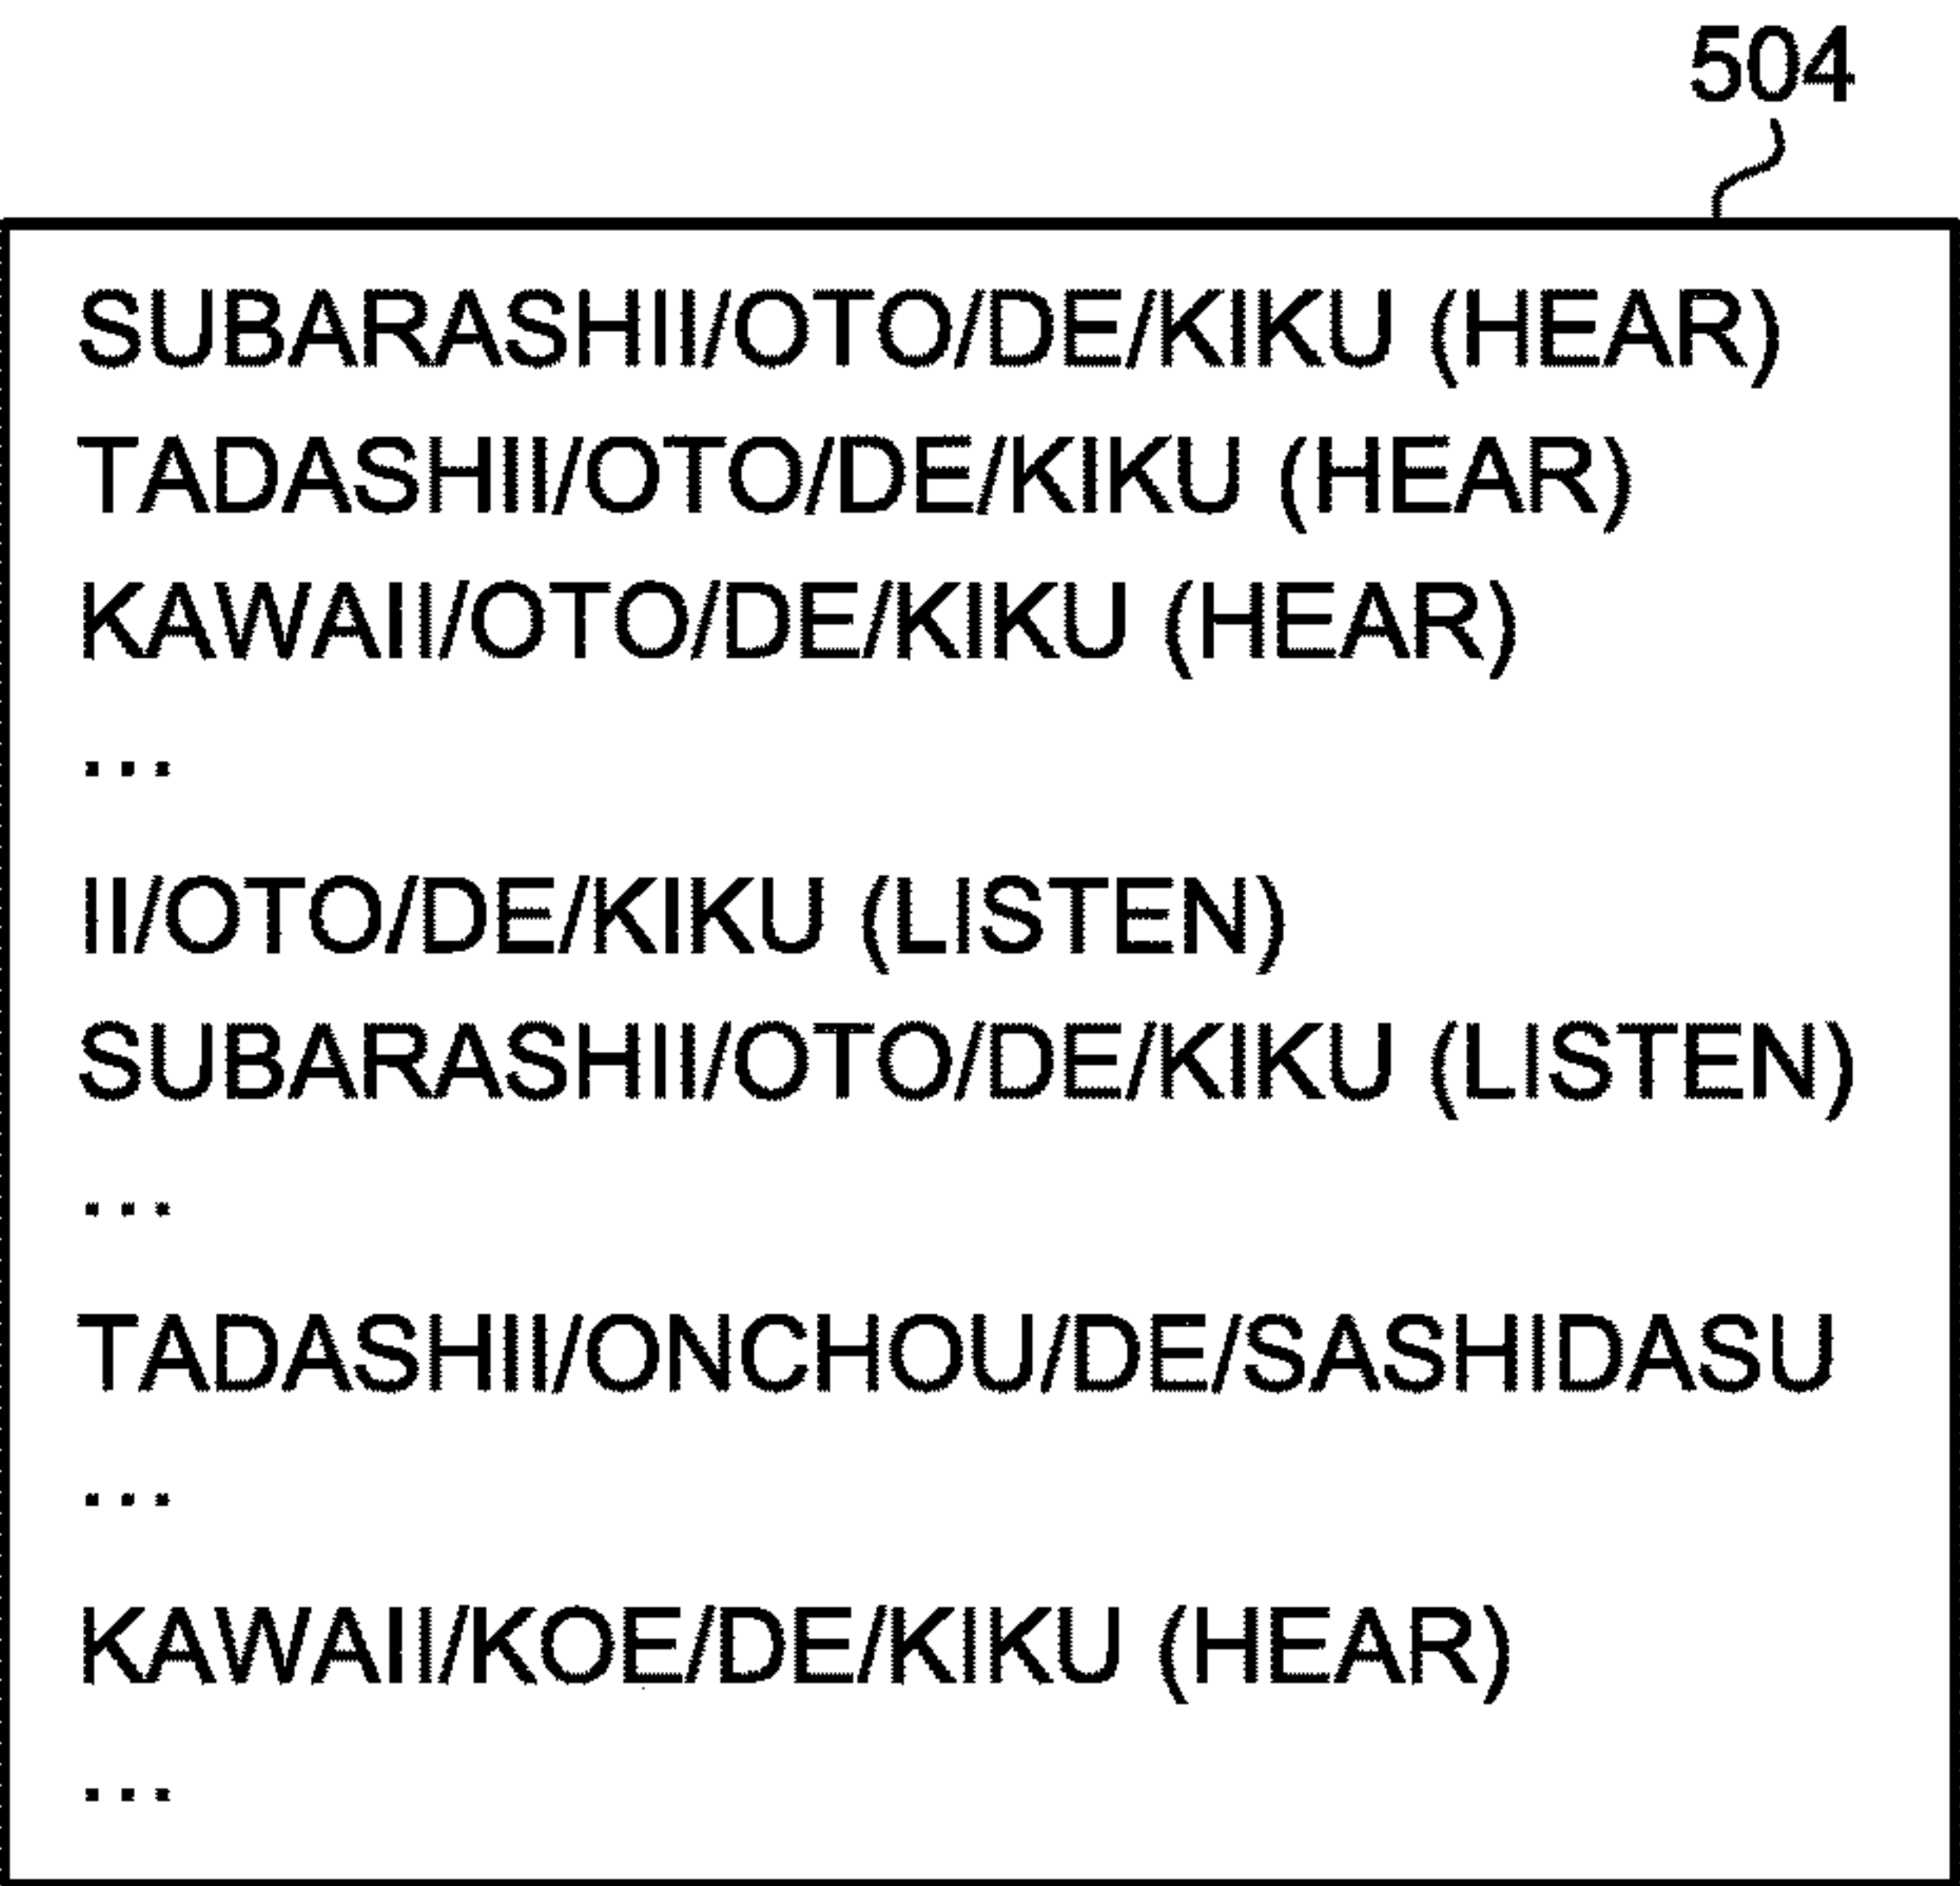 504
SUBARASHII/OTO/DE/KIKU (HEAR)
TADASHII/OTO/DE/KIKU (HEAR)
KAWAII/OTO/DE/KIKU (HEAR)
...
II/OTO/DE/KIKU (LISTEN)
SUBARASHII/OTO/DE/KIKU (LISTEN)
...
TADASHII/ONCHOU/DE/SASHIDASU
...
KAWAII/KOE/DE/KIKU (HEAR)
...